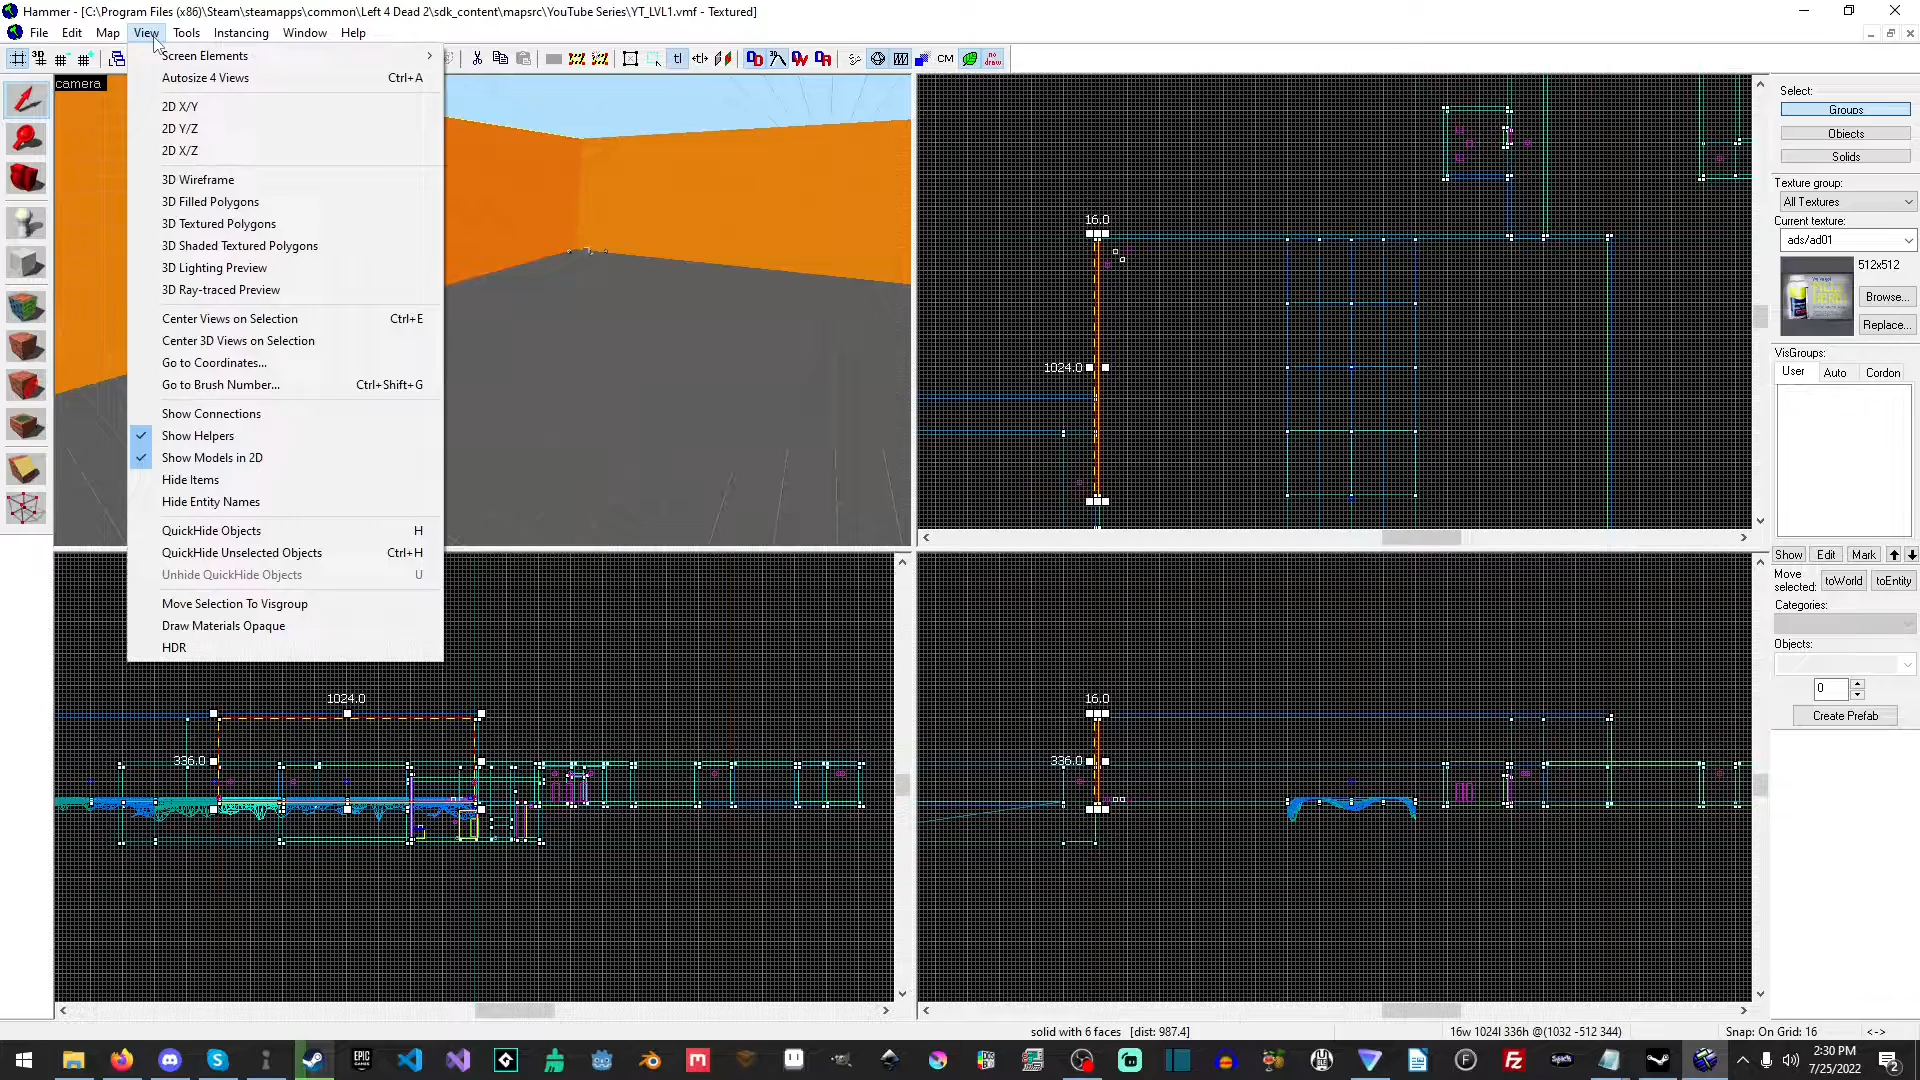 Hammer - [C:\Program Files (x86)\Steam\steamapps\common\Left 4 Dead 2\sdk_content\mapsrc\YouTube Series\YT_LVL1.vmf - Textured]
File Edit Map View Tools Instancing Window Help
3D
tl
CM
no draw
camera
Screen Elements
Autosize 4 Views Ctrl+A
2D X/Y
2D Y/Z
2D X/Z
3D Wireframe
3D Filled Polygons
3D Textured Polygons
3D Shaded Textured Polygons
3D Lighting Preview
3D Ray-traced Preview
Center Views on Selection Ctrl+E
Center 3D Views on Selection
Go to Coordinates...
Go to Brush Number... Ctrl+Shift+G
Show Connections
Show Helpers
Show Models in 2D
Hide Items
Hide Entity Names
QuickHide Objects H
QuickHide Unselected Objects Ctrl+H
Unhide QuickHide Objects U
Move Selection To Visgroup
Draw Materials Opaque
HDR
16.0
1024.0
1024.0
336.0
16.0
336.0
Select:
Groups
Objects
Solids
Texture group:
All Textures
Current texture:
ads/ad01
512x512
Browse...
Replace...
VisGroups:
User Auto Cordon
Show Edit Mark
Move selected: toWorld toEntity
Categories:
Objects:
0
Create Prefab
solid with 6 faces [dist: 987.4]
16w 1024l 336h @(1032 -512 344)
Snap: On Grid: 16
<->
EPIC GAMES
2:30 PM
7/25/2022
2